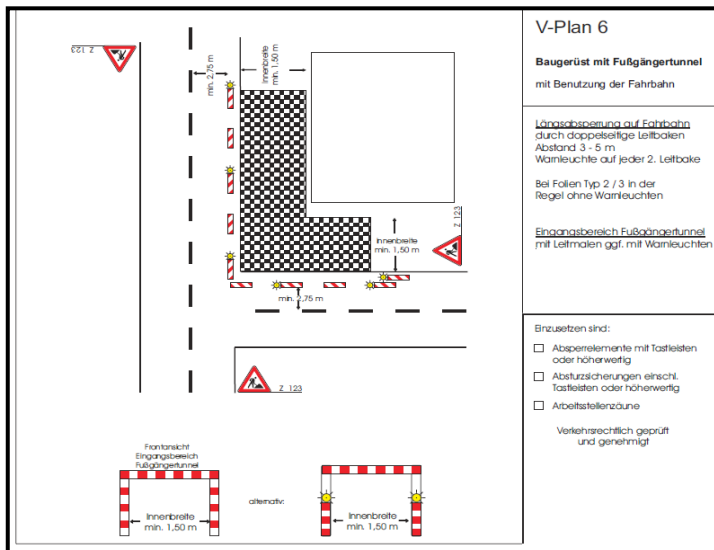 V-Plan 6
Baugerüst mit Fußgängertunnel
mit Benutzung der Fahrbahn
Längsabsperrung auf Fahrbahn
durch doppelseitige Leitbaken
Abstand 3 - 5 m
Warnleuchte auf jeder 2. Leitbake
Bei Folien Typ 2 / 3 in der
Regel ohne Warnleuchten
Eingangsbereich Fußgängertunnel
mit Leitmalen ggf. mit Warnleuchten
Einzusetzen sind:
Absperrelemente mit Tastleisten
oder höherwertig
Absturzsicherungen einschl.
Tastleisten oder höherwertig
Arbeitsstellenzäune
Verkehrsrechtlich geprüft
und genehmigt
Z 123
min. 2,75 m
Innenbreite
min. 1,50 m
Innenbreite
min. 1,50 m
Z 123
min. 2,75 m
Z 123
Frontansicht
Eingangsbereich
Fußgängertunnel
Innenbreite
min. 1,50 m
alternativ:
Innenbreite
min. 1,50 m